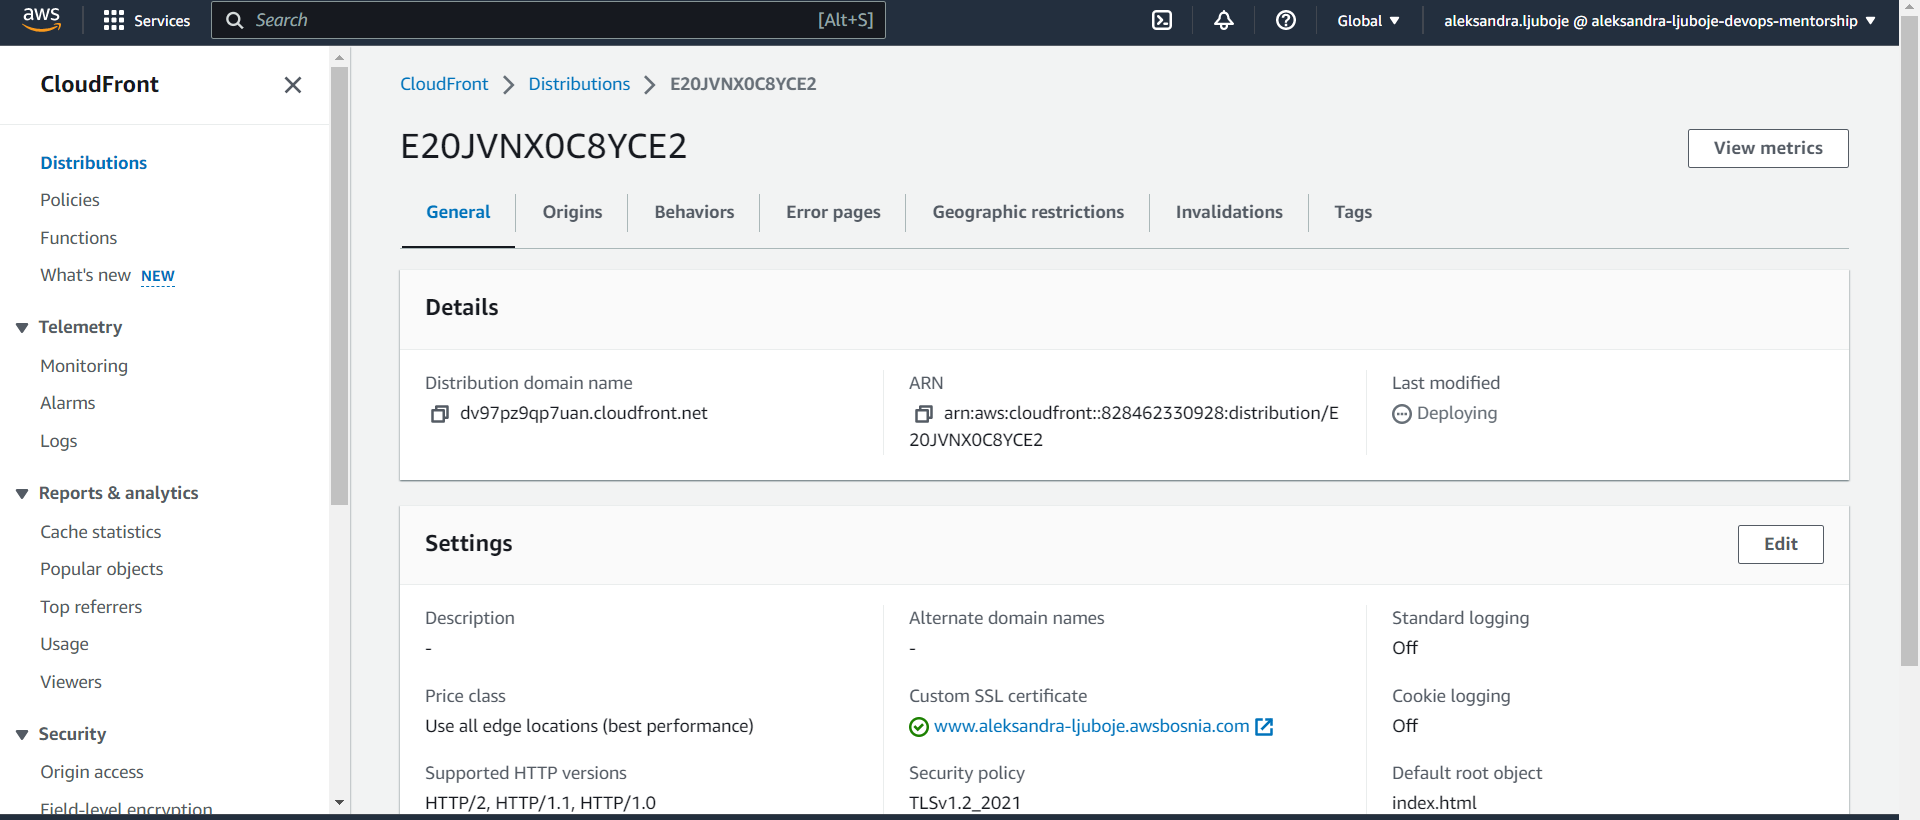 aws
Services
Search
[Alt+S]
Global
aleksandra.ljuboje @ aleksandra-ljuboje-devops-mentorship
CloudFront
Distributions
Policies
Functions
What's new NEW
Telemetry
Monitoring
Alarms
Logs
Reports & analytics
Cache statistics
Popular objects
Top referrers
Usage
Viewers
Security
Origin access
Field-level encryption
CloudFront
Distributions
E20JVNX0C8YCE2
E20JVNX0C8YCE2
View metrics
General
Origins
Behaviors
Error pages
Geographic restrictions
Invalidations
Tags
Details
Distribution domain name
dv97pz9qp7uan.cloudfront.net
ARN
arn:aws:cloudfront::828462330928:distribution/E
20JVNX0C8YCE2
Last modified
Deploying
Settings
Edit
Description
-
Price class
Use all edge locations (best performance)
Supported HTTP versions
HTTP/2, HTTP/1.1, HTTP/1.0
Alternate domain names
-
Custom SSL certificate
www.aleksandra-ljuboje.awsbosnia.com
Security policy
TLSv1.2_2021
Standard logging
Off
Cookie logging
Off
Default root object
index.html